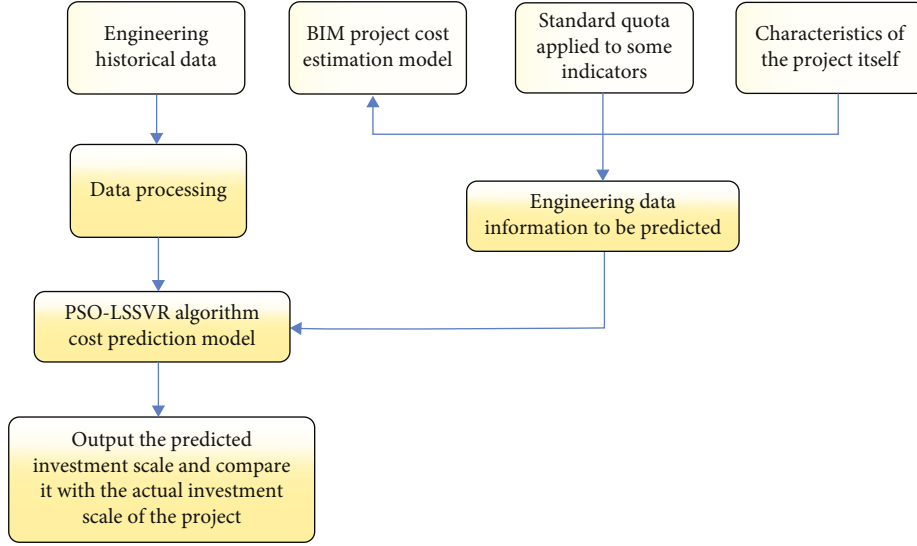 Engineering
historical data
BIM project cost
estimation model
Standard quota
applied to some
indicators
Characteristics of
the project itself
Data processing
Engineering data
information to be predicted
PSO-LSSVR algorithm
cost prediction model
Output the predicted
investment scale and compare
it with the actual investment
scale of the project